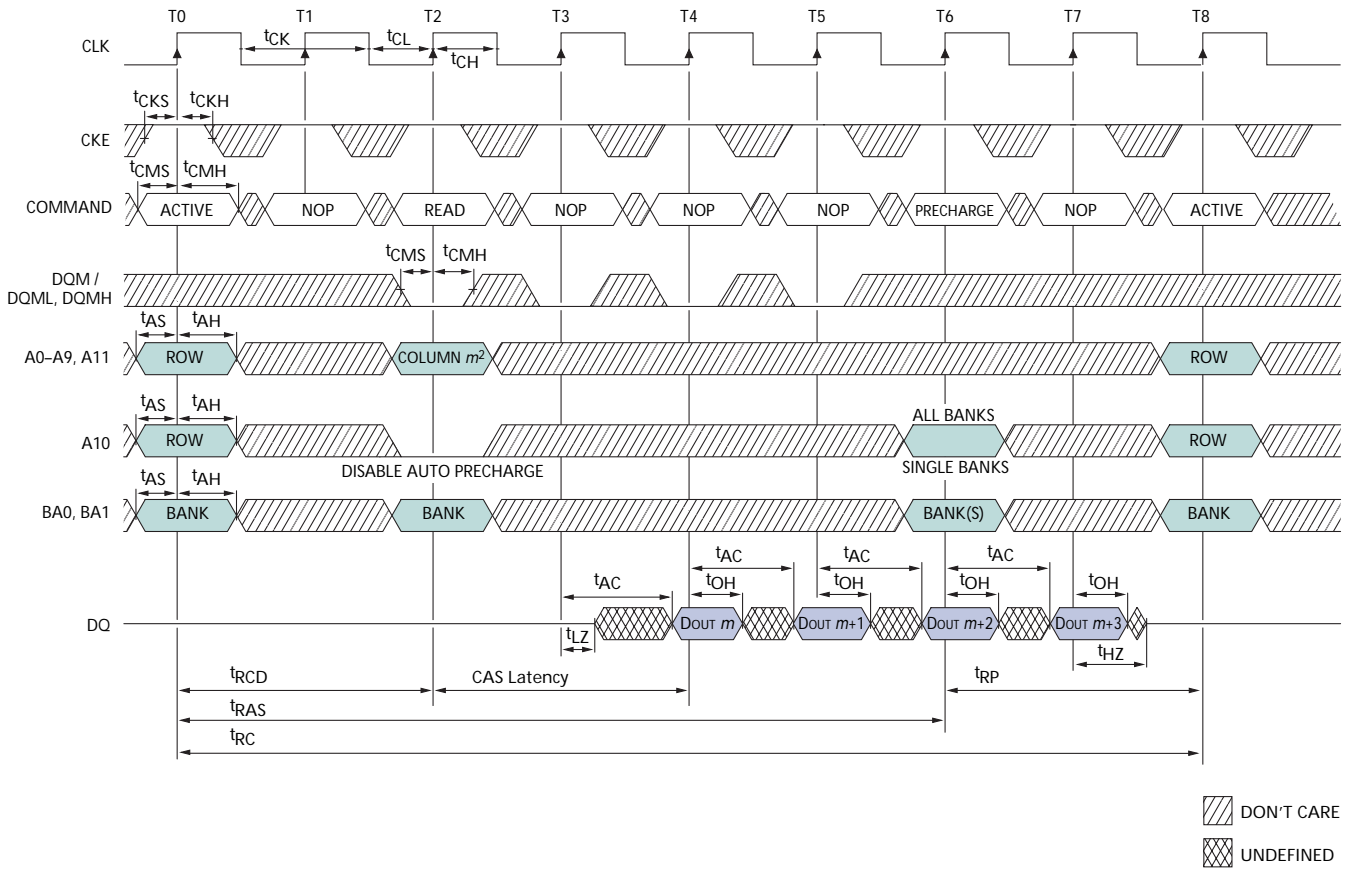 T0 T1 T2 T3 T4 T5 T6 T7 T8
CLK
tCK tCL
tCH
tCKS tCKH
CKE
tCMS tCMH
COMMAND ACTIVE NOP READ NOP NOP NOP PRECHARGE NOP ACTIVE
tCMS tCMH
DQM /
DQML, DQMH
tAS tAH
A0–A9, A11 ROW COLUMN m2 ROW
tAS tAH
ALL BANKS
A10 ROW ROW
DISABLE AUTO PRECHARGE SINGLE BANKS
tAS tAH
BA0, BA1 BANK BANK BANK(S) BANK
tAC tAC tAC
tAC tOH tOH tOH tOH
DQ DOUT m DOUT m+1 DOUT m+2 DOUT m+3
tLZ tHZ
tRCD CAS Latency tRP
tRAS
tRC
DON'T CARE
UNDEFINED